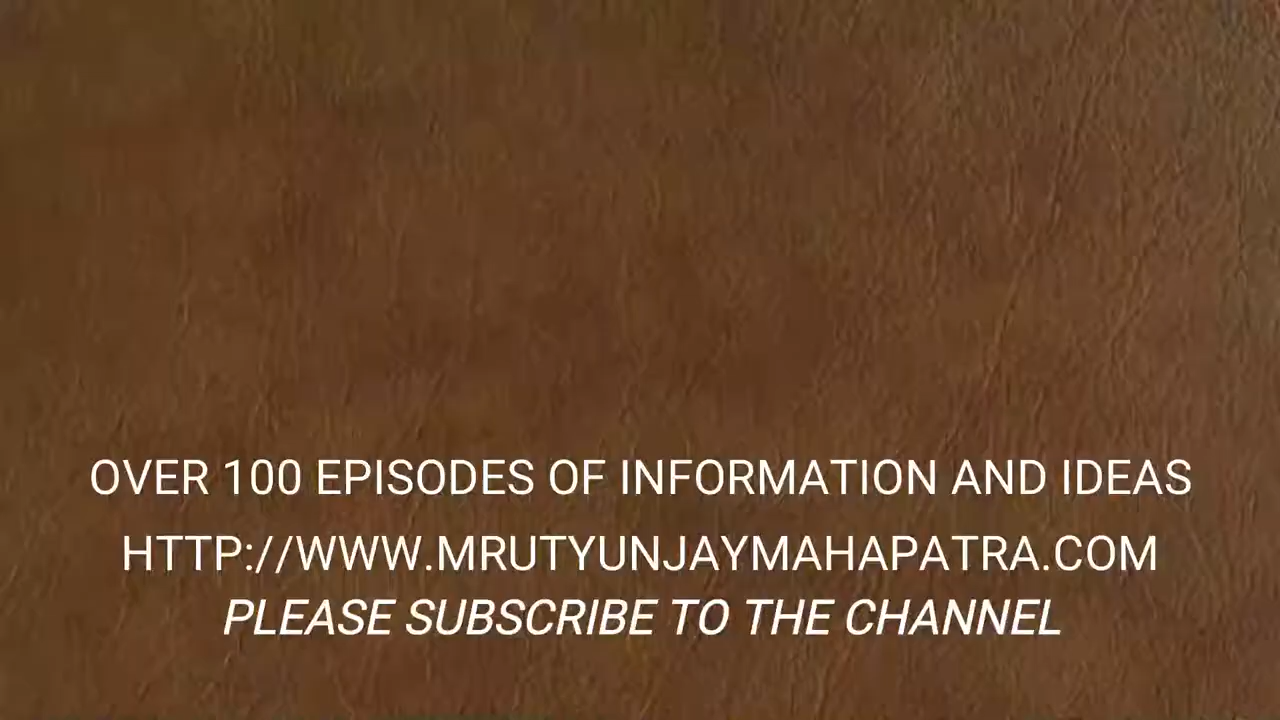 OVER 100 EPISODES OF INFORMATION AND IDEAS
HTTP://WWW.MRUTYUNJAYMAHAPATRA.COM
PLEASE SUBSCRIBE TO THE CHANNEL